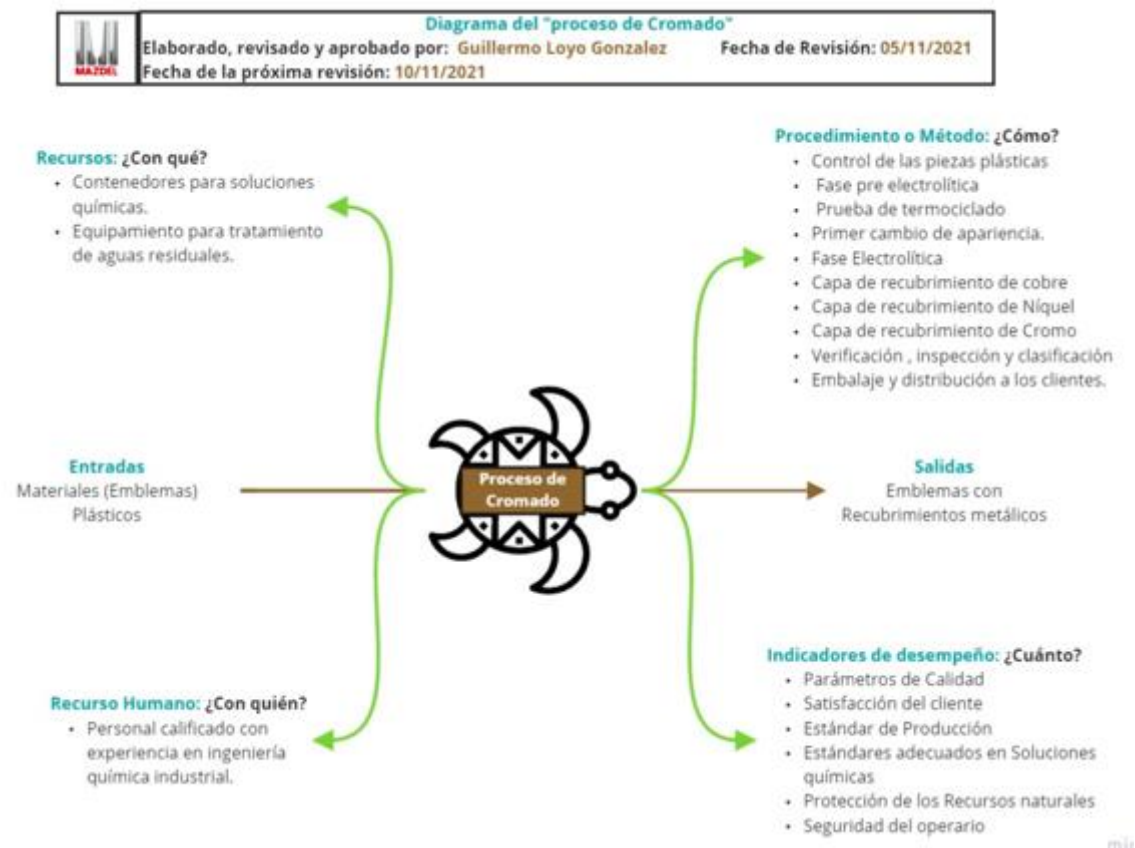 MAZDEL
Diagrama del "proceso de Cromado"
Elaborado, revisado y aprobado por: Guillermo Loyo Gonzalez Fecha de Revisión: 05/11/2021
Fecha de la próxima revisión: 10/11/2021
Recursos: ¿Con qué?
• Contenedores para soluciones
químicas.
• Equipamiento para tratamiento
de aguas residuales.
Procedimiento o Método: ¿Cómo?
• Control de las piezas plásticas
• Fase pre electrolítica
• Prueba de termociclado
• Primer cambio de apariencia.
• Fase Electrolítica
• Capa de recubrimiento de cobre
• Capa de recubrimiento de Níquel
• Capa de recubrimiento de Cromo
• Verificación , inspección y clasificación
• Embalaje y distribución a los clientes.
Entradas
Materiales (Emblemas)
Plásticos
Proceso de
Cromado
Salidas
Emblemas con
Recubrimientos metálicos
Recurso Humano: ¿Con quién?
• Personal calificado con
experiencia en ingeniería
química industrial.
Indicadores de desempeño: ¿Cuánto?
• Parámetros de Calidad
• Satisfacción del cliente
• Estándar de Producción
• Estándares adecuados en Soluciones
químicas
• Protección de los Recursos naturales
• Seguridad del operario